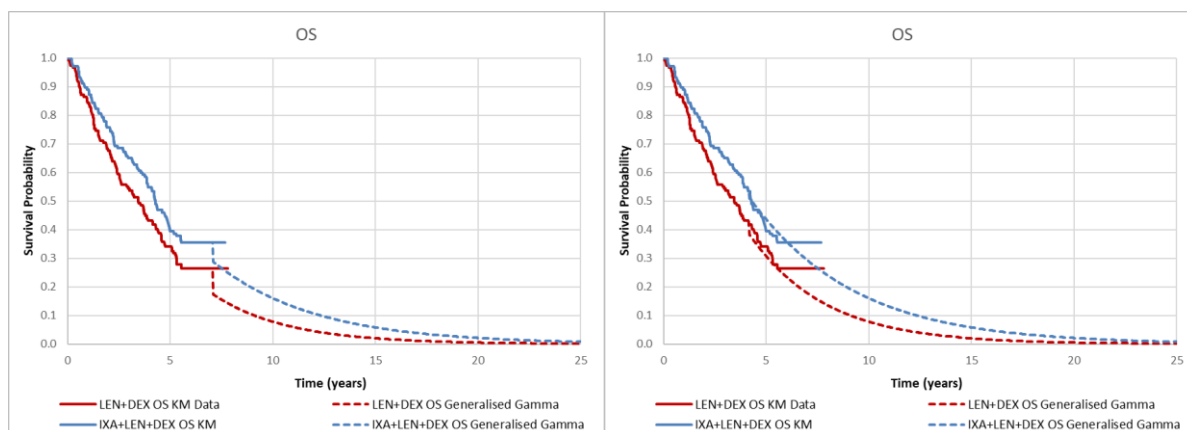 OS
1.0
0.9
0.8
0.7
0.6
0.5
0.4
0.3
0.2
0.1
0.0
Survival Probability
0 5 10 15 20 25
Time (years)
LEN+DEX OS KM Data LEN+DEX OS Generalised Gamma
IXA+LEN+DEX OS KM IXA+LEN+DEX OS Generalised Gamma
OS
1.0
0.9
0.8
0.7
0.6
0.5
0.4
0.3
0.2
0.1
0.0
Survival Probability
0 5 10 15 20 25
Time (years)
LEN+DEX OS KM Data LEN+DEX OS Generalised Gamma
IXA+LEN+DEX OS KM IXA+LEN+DEX OS Generalised Gamma